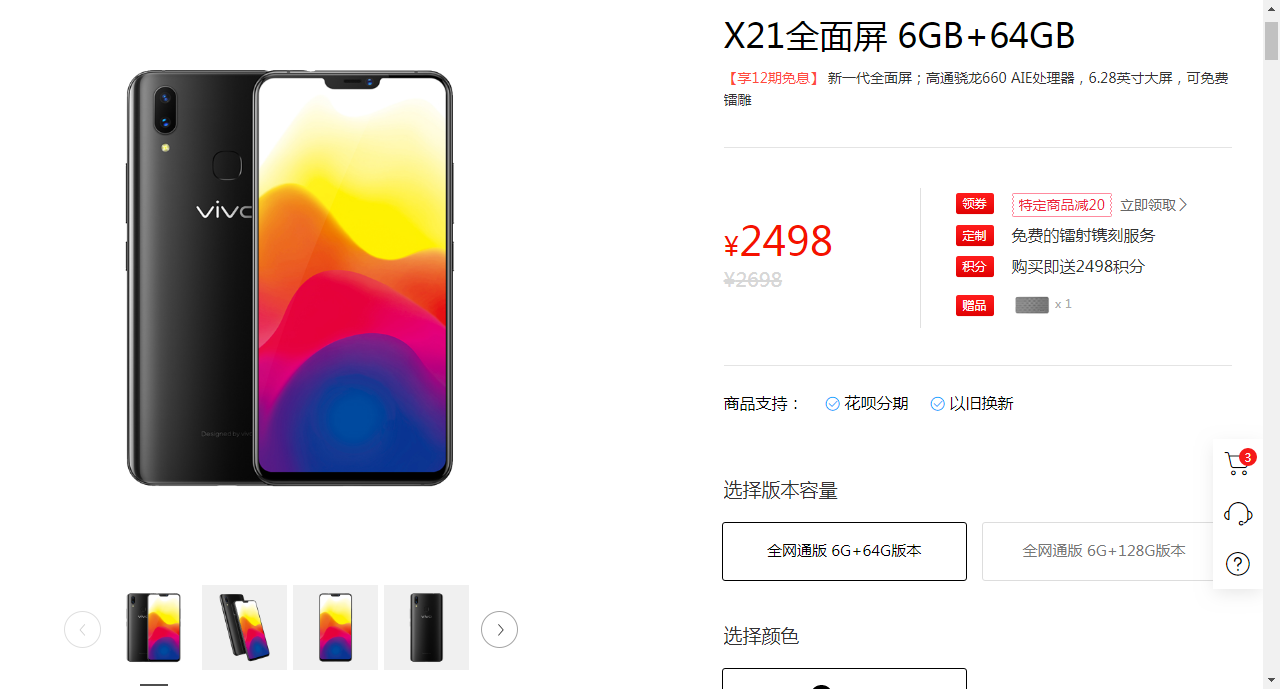 X21全面屏 6GB+64GB
【享12期免息】 新一代全面屏；高通骁龙660 AIE处理器，6.28英寸大屏，可免费
镭雕
vivo
¥2498
¥2698
领券 特定商品减20 立即领取
定制 免费的镭射镌刻服务
积分 购买即送2498积分
赠品 x 1
商品支持： 花呗分期 以旧换新
3
选择版本容量
全网通版 6G+64G版本 全网通版 6G+128G版本
选择颜色